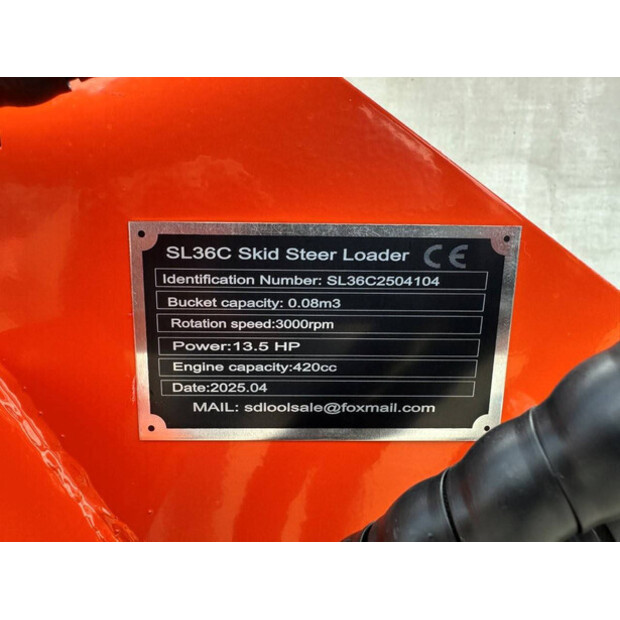 SL36C Skid Steer Loader CE
Identification Number: SL36C2504104
Bucket capacity: 0.08m3
Rotation speed:3000rpm
Power:13.5 HP
Engine capacity:420cc
Date:2025.04
MAIL: sdloolsale@foxmail.com